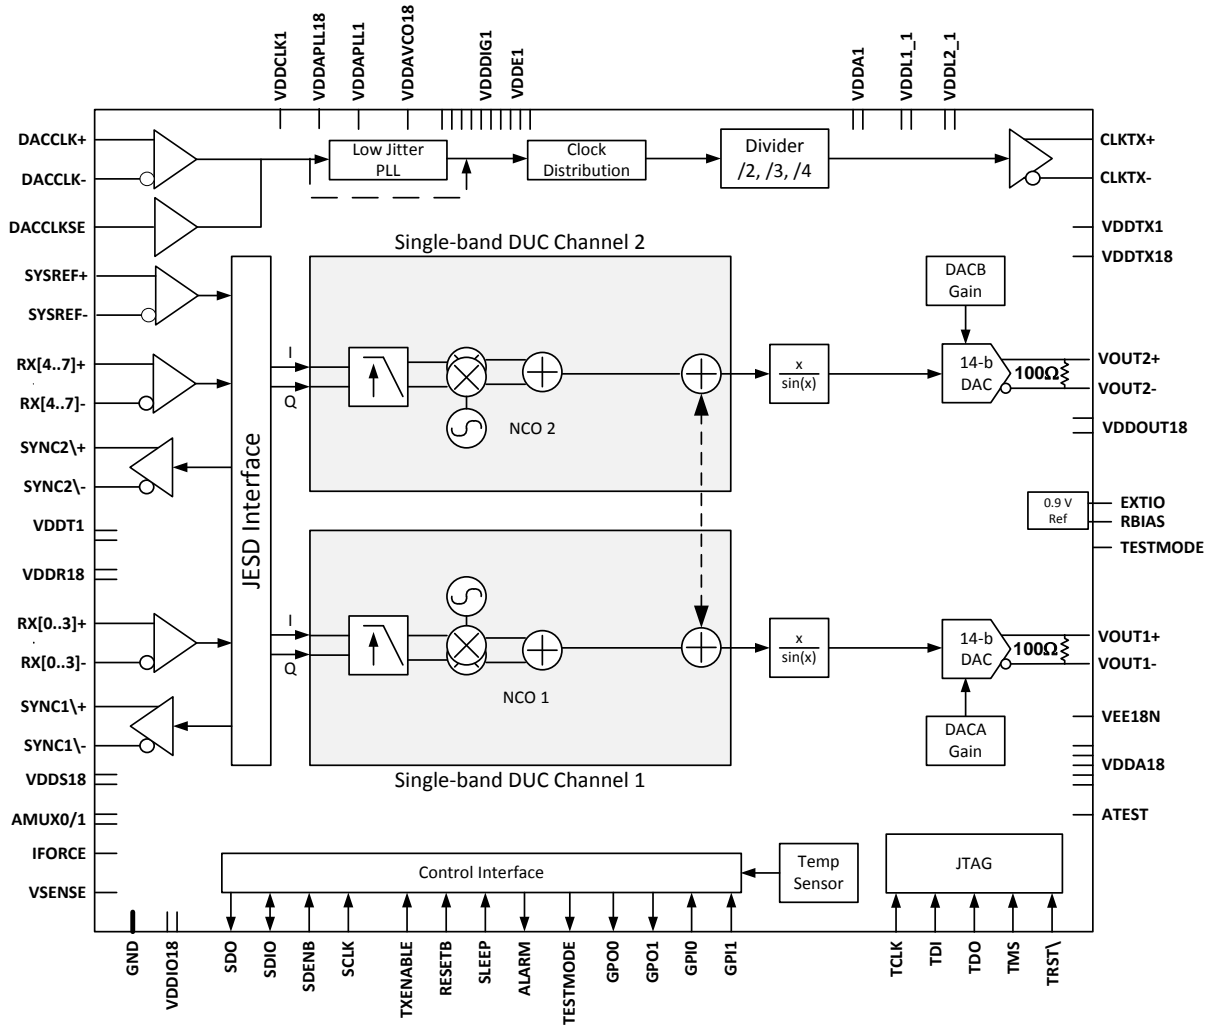 VDDCLK1
VDDAPLL18
VDDAPLL1
VDDAVCO18
VDDDIG1
VDDE1
VDDA1
VDDL1_1
VDDL2_1
DACCLK+
DACCLK-
DACCLKSE
SYSREF+
SYSREF-
RX[4..7]+
RX[4..7]-
SYNC2\+
SYNC2\-
VDDT1
VDDR18
RX[0..3]+
RX[0..3]-
SYNC1\+
SYNC1\-
VDDS18
AMUX0/1
IFORCE
VSENSE
Low Jitter
PLL
Clock
Distribution
Divider
/2, /3, /4
CLKTX+
CLKTX-
VDDTX1
VDDTX18
Single-band DUC Channel 2
JESD Interface
I
Q
NCO 2
x
sin(x)
DACB
Gain
14-b
DAC
100Ω
VOUT2+
VOUT2-
VDDOUT18
0.9 V
Ref
EXTIO
RBIAS
TESTMODE
I
Q
NCO 1
x
sin(x)
14-b
DAC
100Ω
VOUT1+
VOUT1-
DACA
Gain
VEE18N
VDDA18
ATEST
Single-band DUC Channel 1
Control Interface
Temp
Sensor
JTAG
GND
VDDIO18
SDO
SDIO
SDENB
SCLK
TXENABLE
RESETB
SLEEP
ALARM
TESTMODE
GPO0
GPO1
GPI0
GPI1
TCLK
TDI
TDO
TMS
TRST\